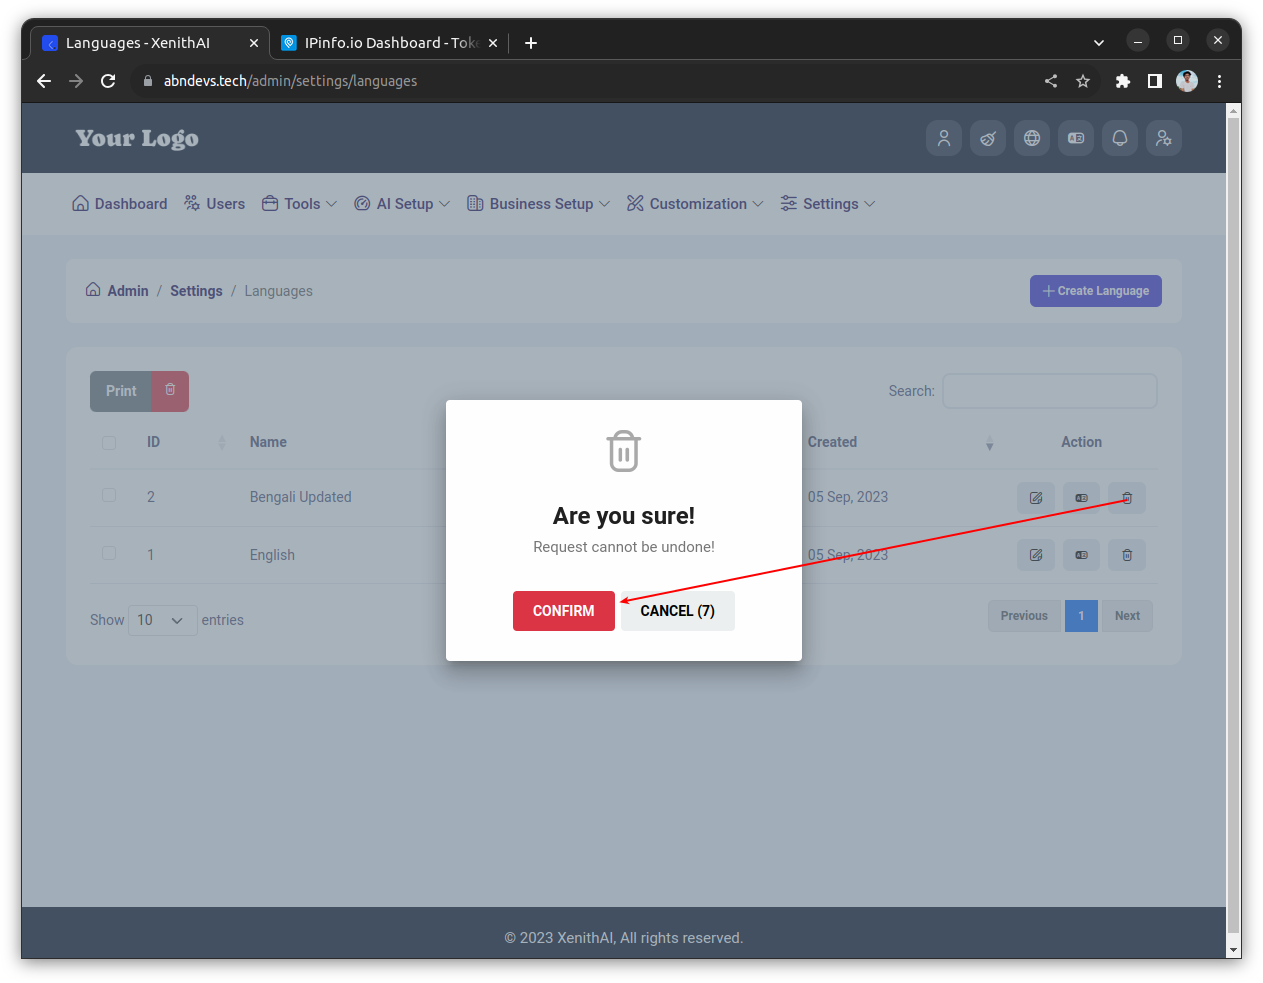 Languages - XenithAI
IPinfo.io Dashboard - Toke
abndevs.tech/admin/settings/languages
Your Logo
Dashboard Users Tools AI Setup Business Setup Customization Settings
Admin / Settings / Languages
+ Create Language
Print
Search:
ID Name Created Action
2 Bengali Updated 05 Sep, 2023
1 English 05 Sep, 2023
Are you sure!
Request cannot be undone!
CONFIRM CANCEL (7)
Show 10 entries
Previous 1 Next
© 2023 XenithAI, All rights reserved.